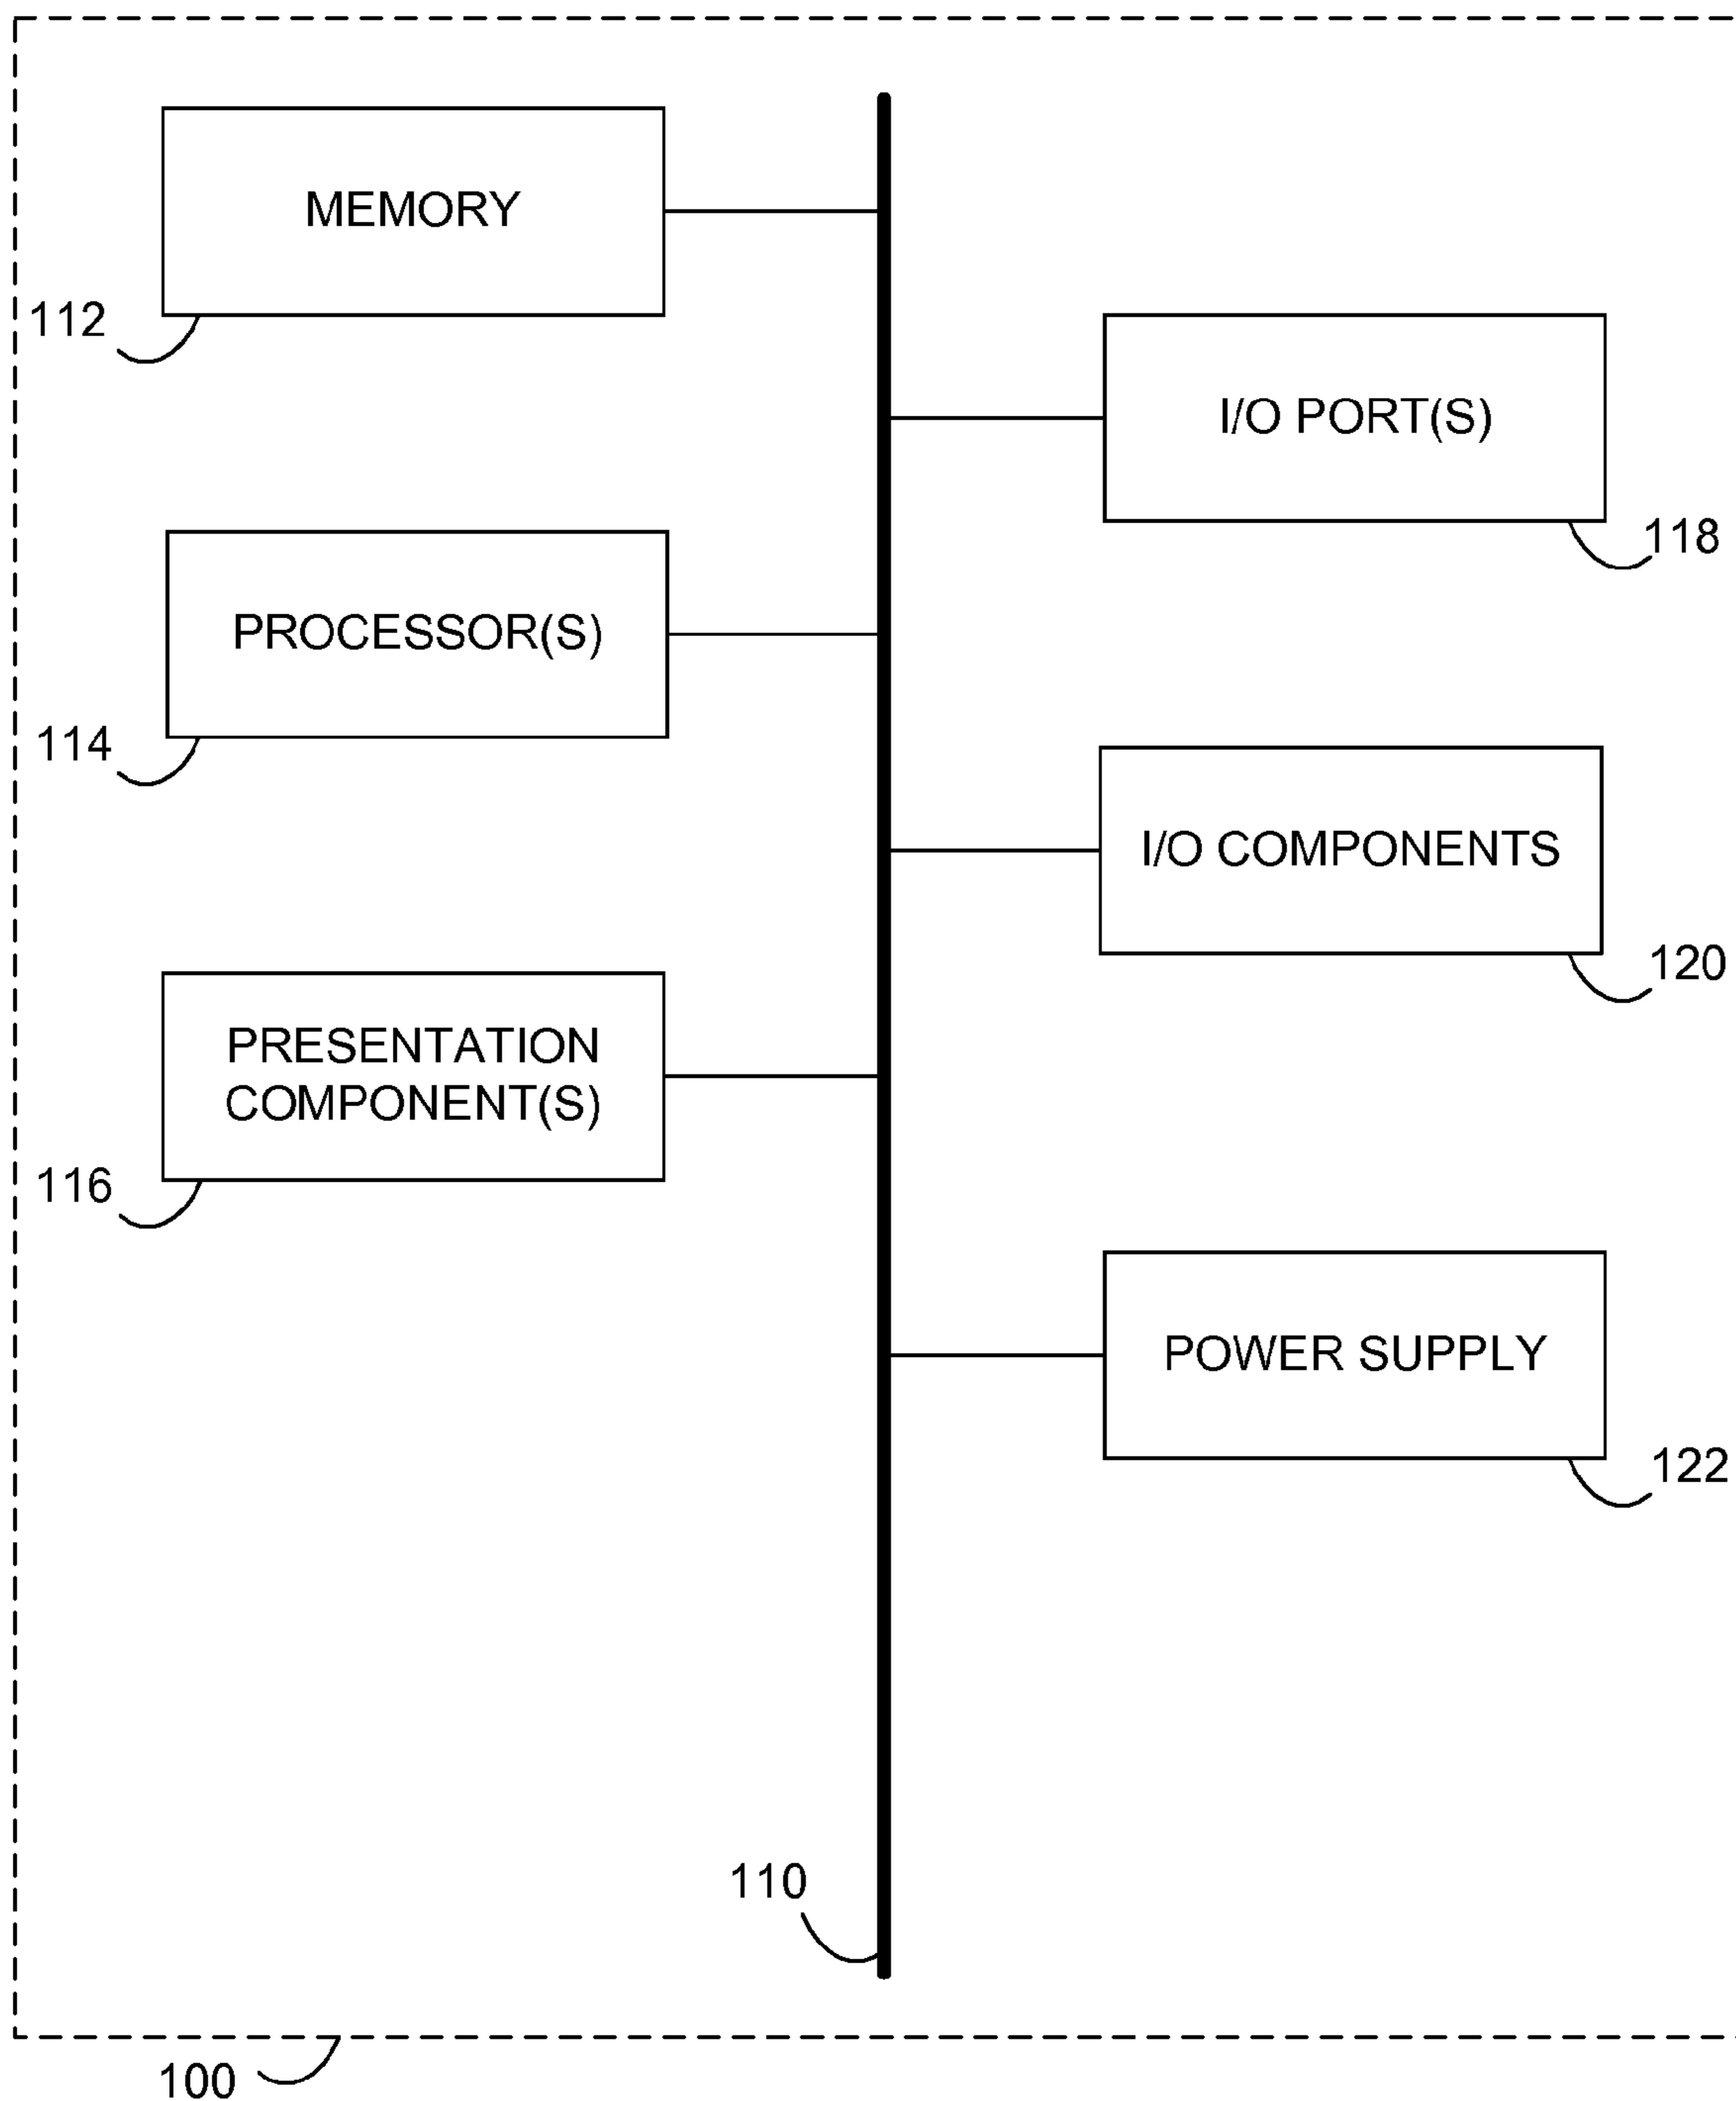 MEMORY
112
I/O PORT(S)
118
PROCESSOR(S)
114
I/O COMPONENTS
120
PRESENTATION
COMPONENT(S)
116
POWER SUPPLY
122
110
100